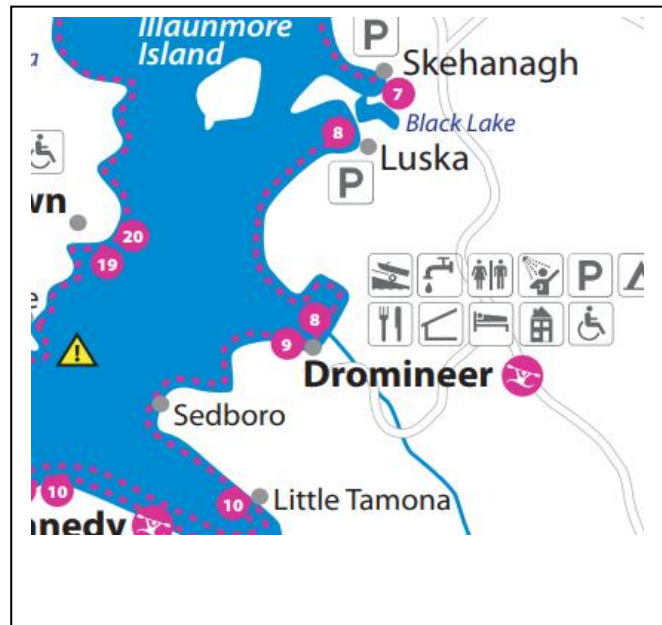 Illaunmore
Island
P
Skehanagh
7
8
Black Lake
Luska
P
wn
20
19
P
8
9
Dromineer
Sedboro
10
Little Tamona
10
nnedy